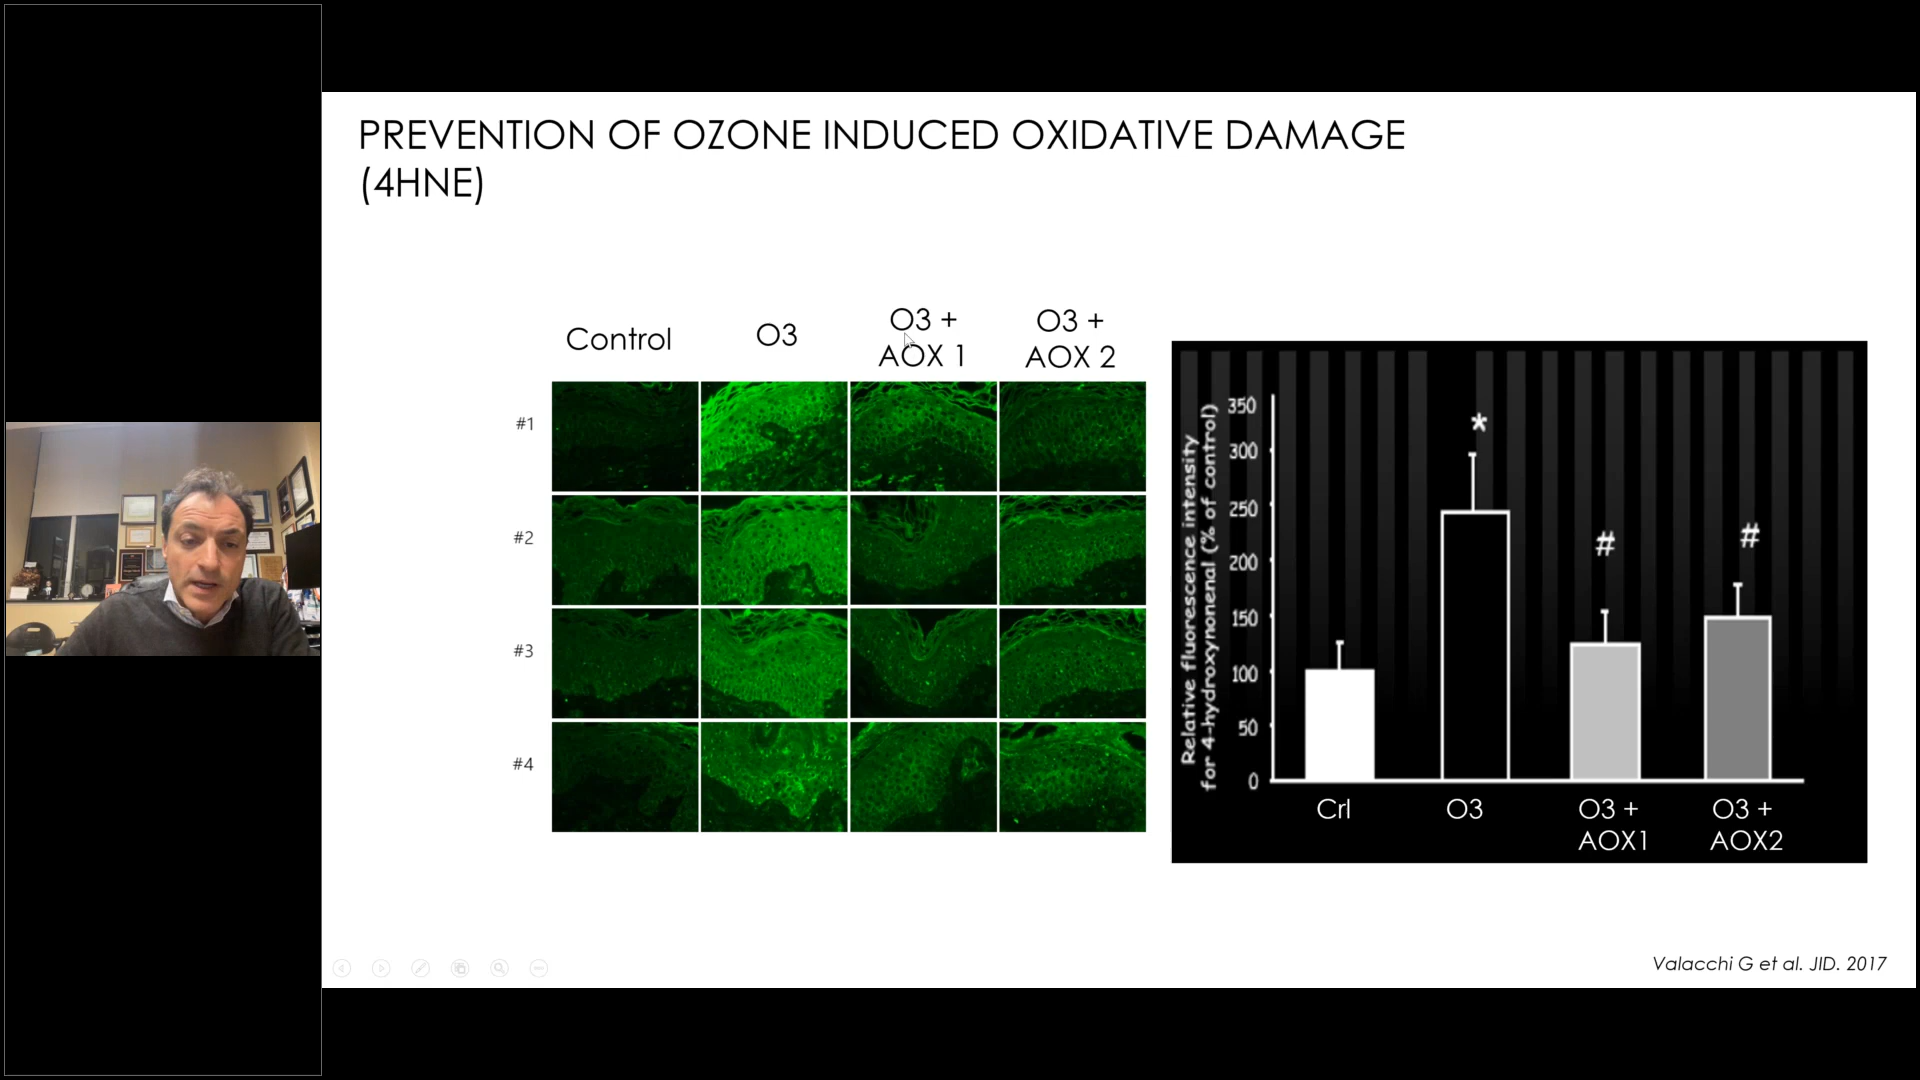 PREVENTION OF OZONE INDUCED OXIDATIVE DAMAGE
(4HNE)
Control
O3
O3 +
AOX 1
O3 +
AOX 2
#1
#2
#3
#4
Relative fluorescence intensity
for 4-hydroxynonenal (% of control)
350
300
250
200
150
100
50
0
*
#
#
Crl
O3
O3 +
AOX1
O3 +
AOX2
Valacchi G et al. JID. 2017